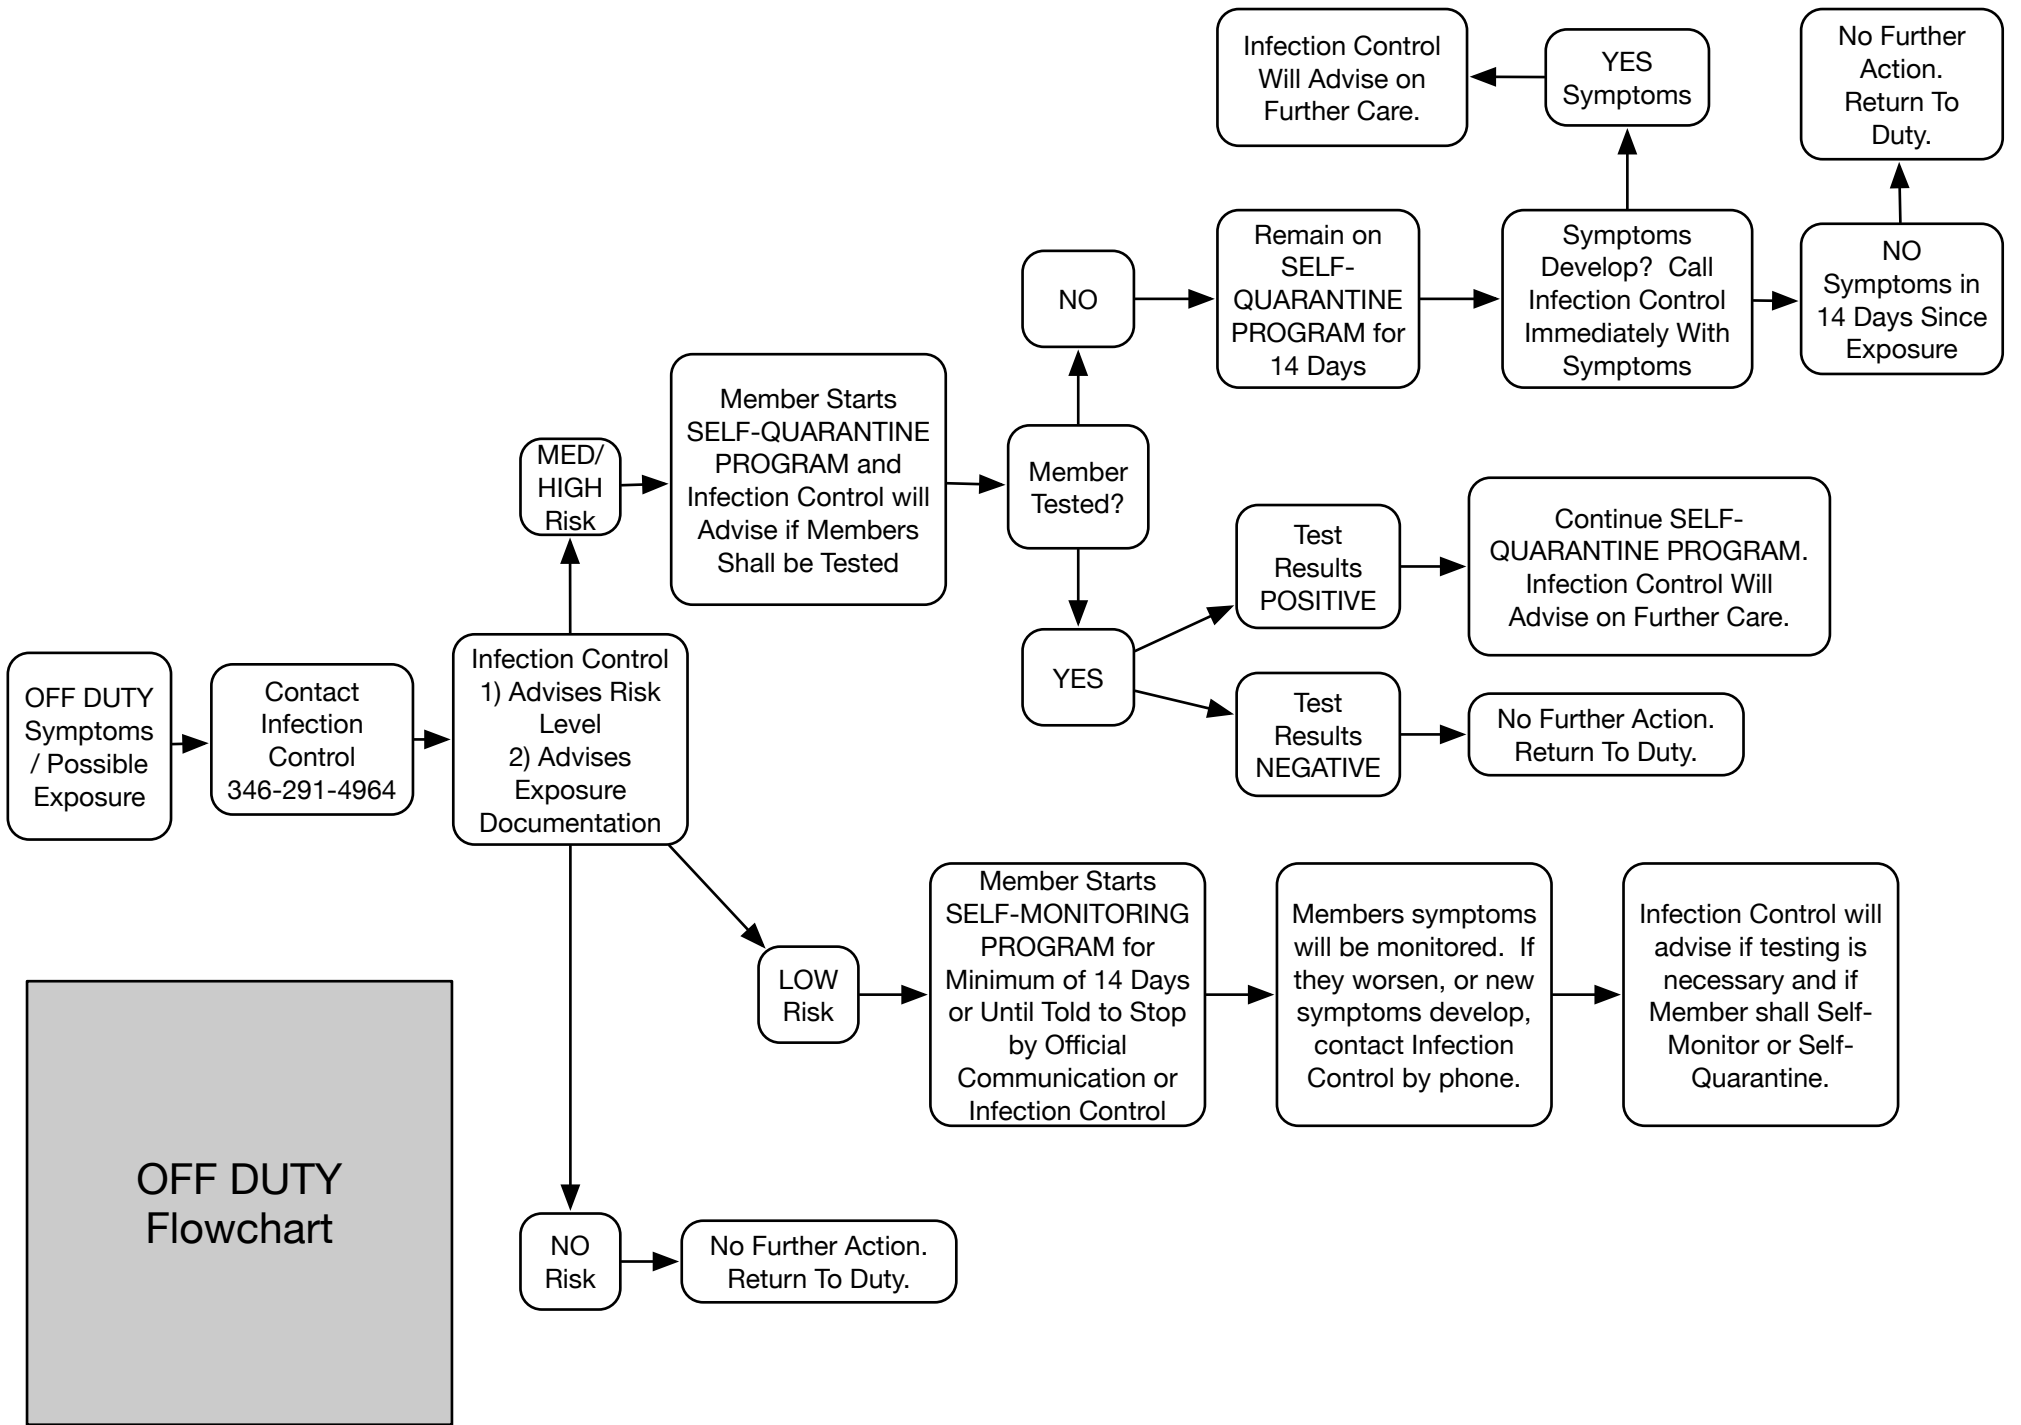 OFF DUTY
Symptoms
/ Possible
Exposure
Contact
Infection
Control
346-291-4964
Infection Control
1) Advises Risk
Level
2) Advises
Exposure
Documentation
MED/
HIGH
Risk
Member Starts
SELF-QUARANTINE
PROGRAM and
Infection Control will
Advise if Members
Shall be Tested
Member
Tested?
NO
Remain on
SELF-
QUARANTINE
PROGRAM for
14 Days
Symptoms
Develop?  Call
Infection Control
Immediately With
Symptoms
YES
Symptoms
Infection Control
Will Advise on
Further Care.
NO
Symptoms in
14 Days Since
Exposure
No Further
Action.
Return To
Duty.
YES
Test
Results
POSITIVE
Continue SELF-
QUARANTINE PROGRAM.
Infection Control Will
Advise on Further Care.
Test
Results
NEGATIVE
No Further Action.
Return To Duty.
LOW
Risk
Member Starts
SELF-MONITORING
PROGRAM for
Minimum of 14 Days
or Until Told to Stop
by Official
Communication or
Infection Control
Members symptoms
will be monitored.  If
they worsen, or new
symptoms develop,
contact Infection
Control by phone.
Infection Control will
advise if testing is
necessary and if
Member shall Self-
Monitor or Self-
Quarantine.
NO
Risk
No Further Action.
Return To Duty.
OFF DUTY
Flowchart